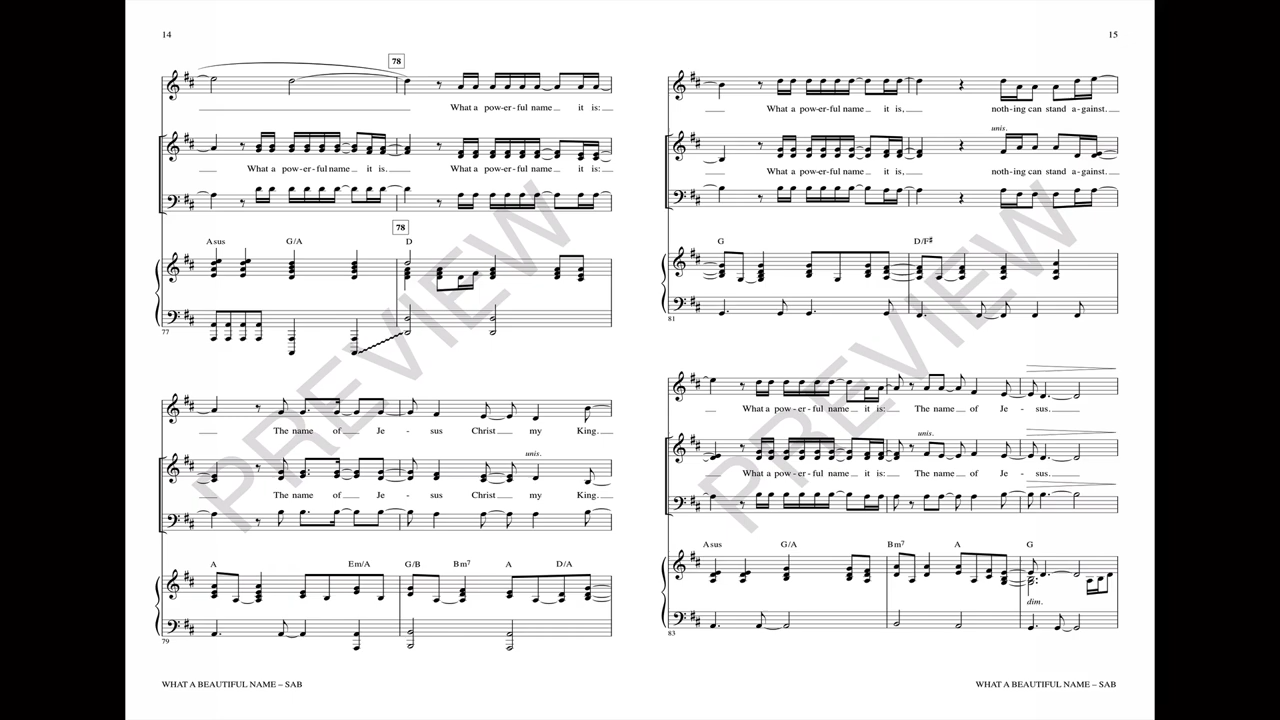 14
78
What a pow-er-ful name it is:
What a pow-er-ful name it is. What a pow-er-ful name it is:
78
Asus G/A D
77
The name of Je - sus Christ my King.
unis.
The name of Je - sus Christ my King.
A Em/A G/B Bm7 A D/A
79
WHAT A BEAUTIFUL NAME – SAB
15
What a pow-er-ful name it is, noth-ing can stand a-gainst.
unis.
What a pow-er-ful name it is, noth-ing can stand a-gainst.
G D/F#
81
What a pow-er-ful name it is: The name of Je - sus.
unis.
What a pow-er-ful name it is: The name of Je - sus.
Asus G/A Bm7 A G
dim.
83
WHAT A BEAUTIFUL NAME – SAB
PREVIEW
PREVIEW